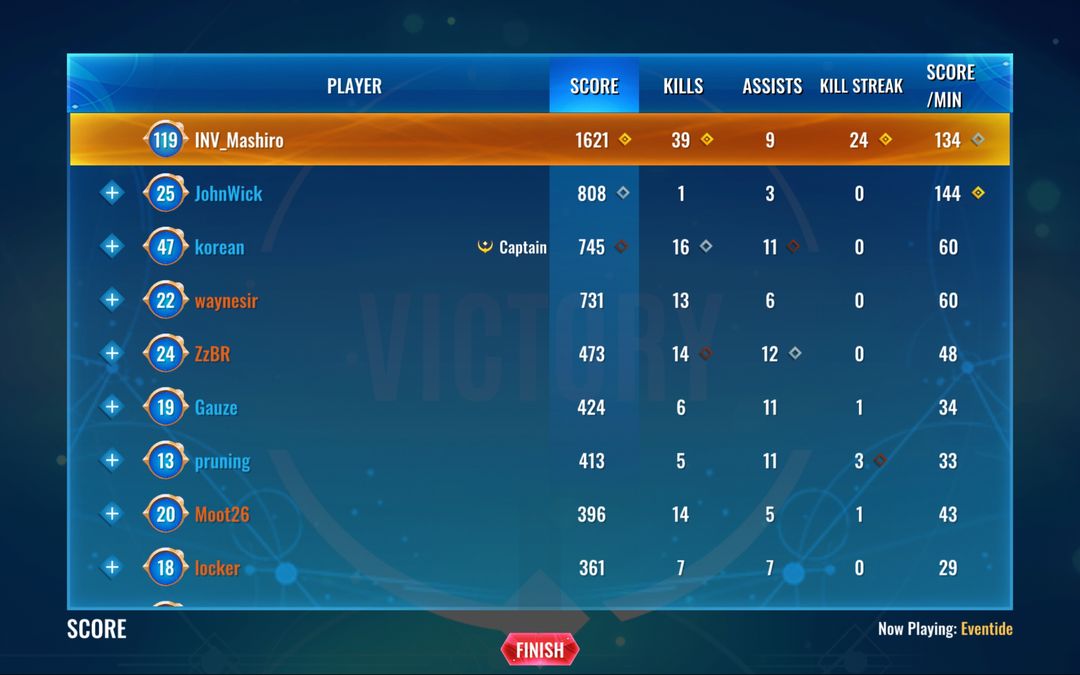 PLAYER SCORE KILLS ASSISTS KILL STREAK SCORE
/MIN
119 INV_Mashiro 1621 39 9 24 134
25 JohnWick 808 1 3 0 144
47 korean Captain 745 16 11 0 60
22 waynesir 731 13 6 0 60
24 ZzBR 473 14 12 0 48
19 Gauze 424 6 11 1 34
13 pruning 413 5 11 3 33
20 Moot26 396 14 5 1 43
18 locker 361 7 7 0 29
VICTORY
SCORE Now Playing: Eventide
FINISH